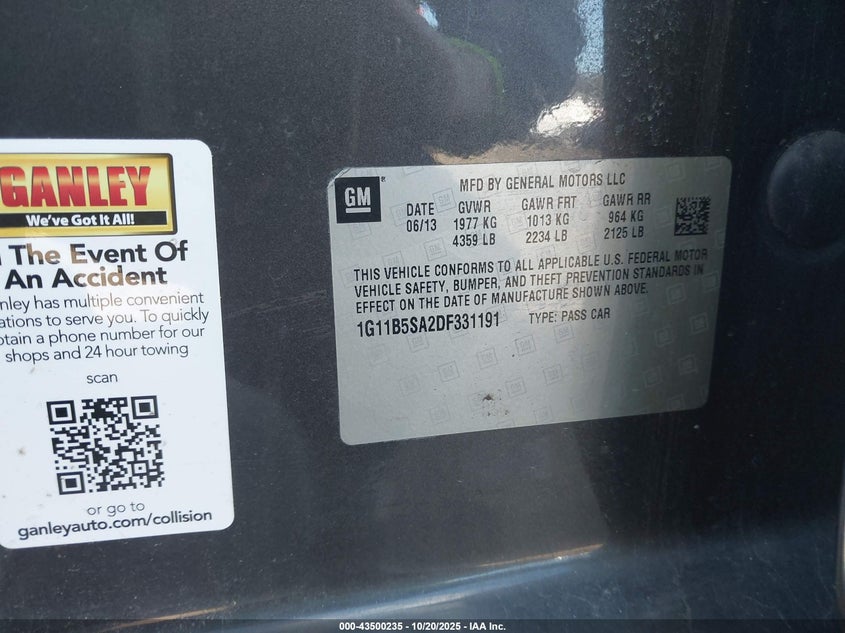 GANLEY
We've Got It All!
The Event Of
An Accident
anley has multiple convenient
ations to serve you. To quickly
btain a phone number for our
shops and 24 hour towing
scan
or go to
ganleyauto.com/collision
GM
MFD BY GENERAL MOTORS LLC
DATE GVWR GAWR FRT GAWR RR
06/13 1977 KG 1013 KG 964 KG
4359 LB 2234 LB 2125 LB
THIS VEHICLE CONFORMS TO ALL APPLICABLE U.S. FEDERAL MOTOR
VEHICLE SAFETY, BUMPER, AND THEFT PREVENTION STANDARDS IN
EFFECT ON THE DATE OF MANUFACTURE SHOWN ABOVE.
1G11B5SA2DF331191 TYPE: PASS CAR
000-43500235 - 10/20/2025 - IAA Inc.